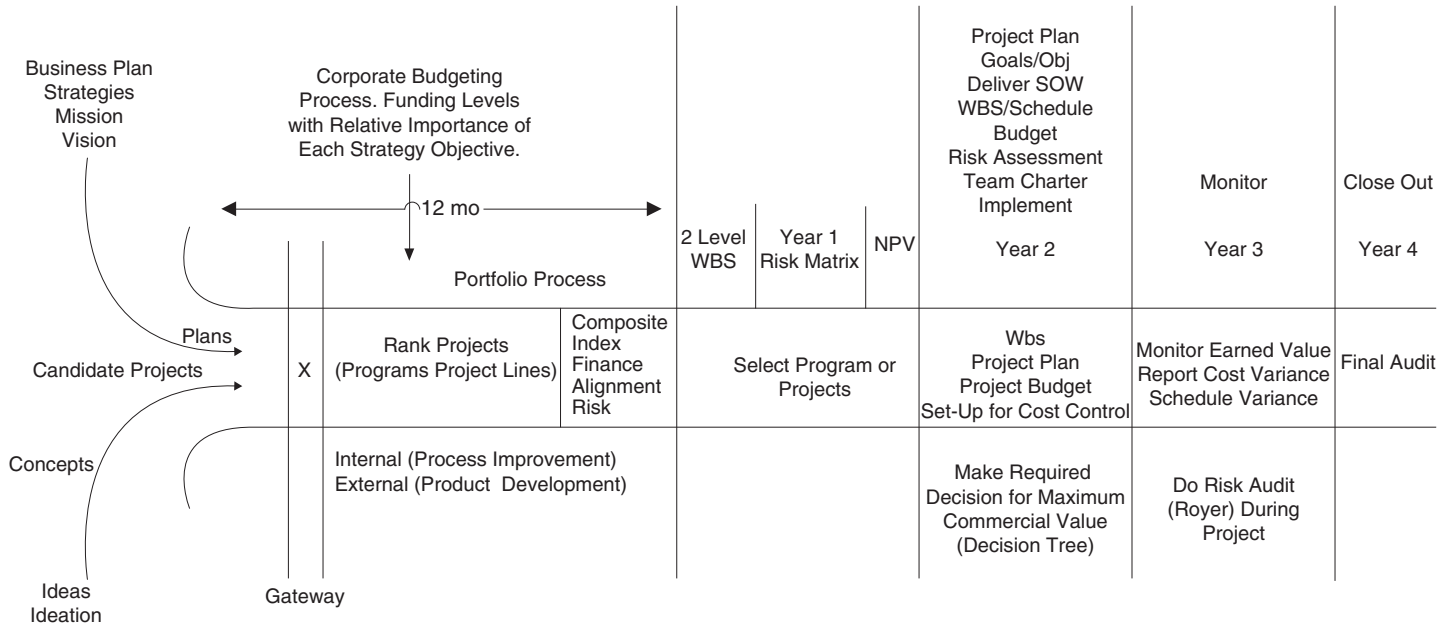 Business Plan
Strategies
Mission
Vision
Corporate Budgeting
Process. Funding Levels
with Relative Importance of
Each Strategy Objective.
12 mo
Portfolio Process
2 Level
WBS
Year 1
Risk Matrix
NPV
Project Plan
Goals/Obj
Deliver SOW
WBS/Schedule
Budget
Risk Assessment
Team Charter
Implement
Year 2
Monitor
Year 3
Close Out
Year 4
Plans
Candidate Projects
X
Rank Projects
(Programs Project Lines)
Composite
Index
Finance
Alignment
Risk
Select Program or
Projects
Wbs
Project Plan
Project Budget
Set-Up for Cost Control
Monitor Earned Value
Report Cost Variance
Schedule Variance
Final Audit
Concepts
Internal (Process Improvement)
External (Product Development)
Make Required
Decision for Maximum
Commercial Value
(Decision Tree)
Do Risk Audit
(Royer) During
Project
Ideas
Ideation
Gateway